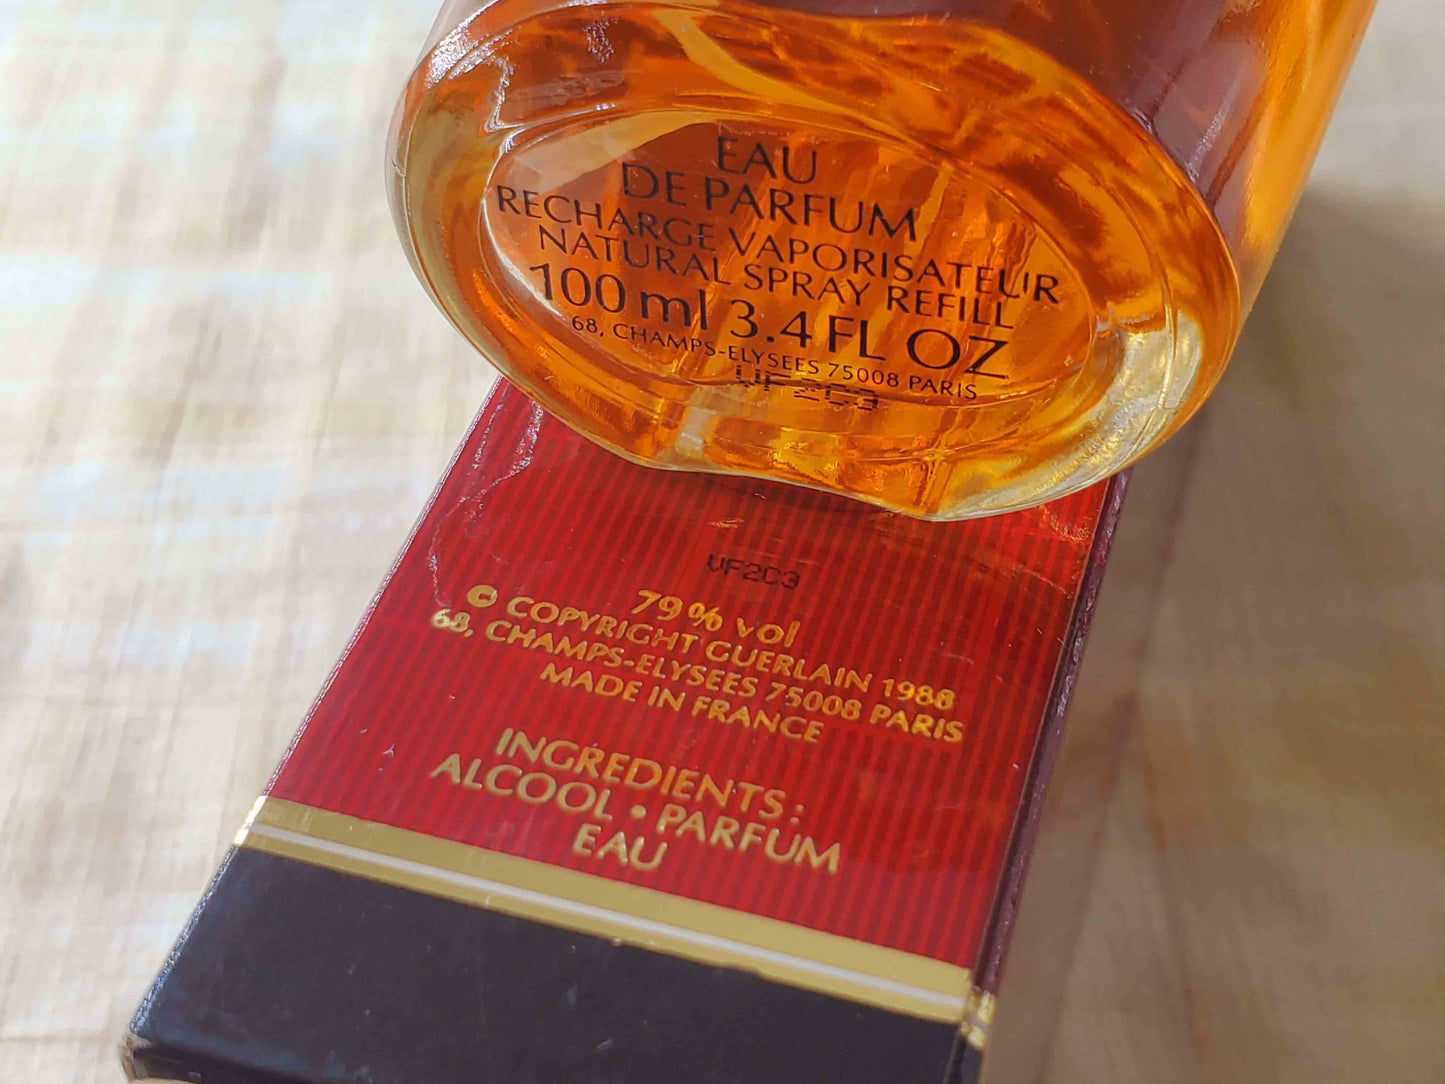 EAU
DE PARFUM
RECHARGE VAPORISATEUR
NATURAL SPRAY REFILL
100 ml 3.4 FL OZ
68, CHAMPS-ELYSEES 75008 PARIS
VF2C3
VF2C3
79% vol
© COPYRIGHT GUERLAIN 1988
68, CHAMPS-ELYSEES 75008 PARIS
MADE IN FRANCE
INGREDIENTS :
ALCOOL • PARFUM
EAU